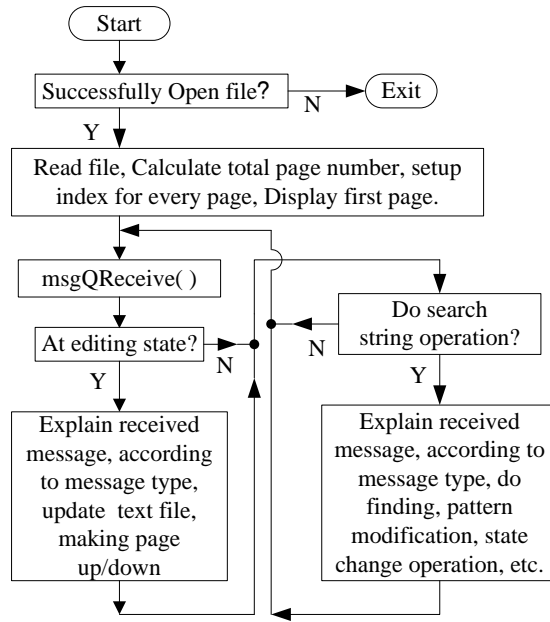 Start
Successfully Open file?
N
Exit
Y
Read file, Calculate total page number, setup
index for every page, Display first page.
msgQReceive( )
At editing state?
N
Y
Explain received
message, according
to message type,
update text file,
making page
up/down
Do search
string operation?
N
Y
Explain received
message, according to
message type, do
finding, pattern
modification, state
change operation, etc.